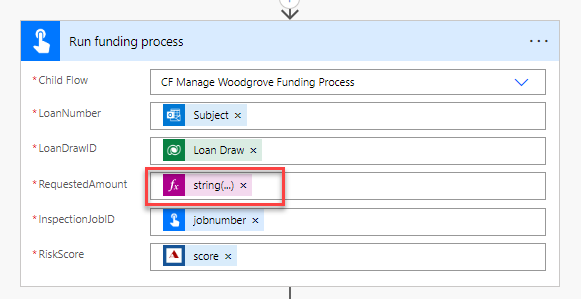 Run funding process
* Child Flow CF Manage Woodgrove Funding Process
* LoanNumber Subject ×
* LoanDrawID Loan Draw ×
* RequestedAmount fx string(...) ×
* InspectionJobID jobnumber ×
* RiskScore score ×